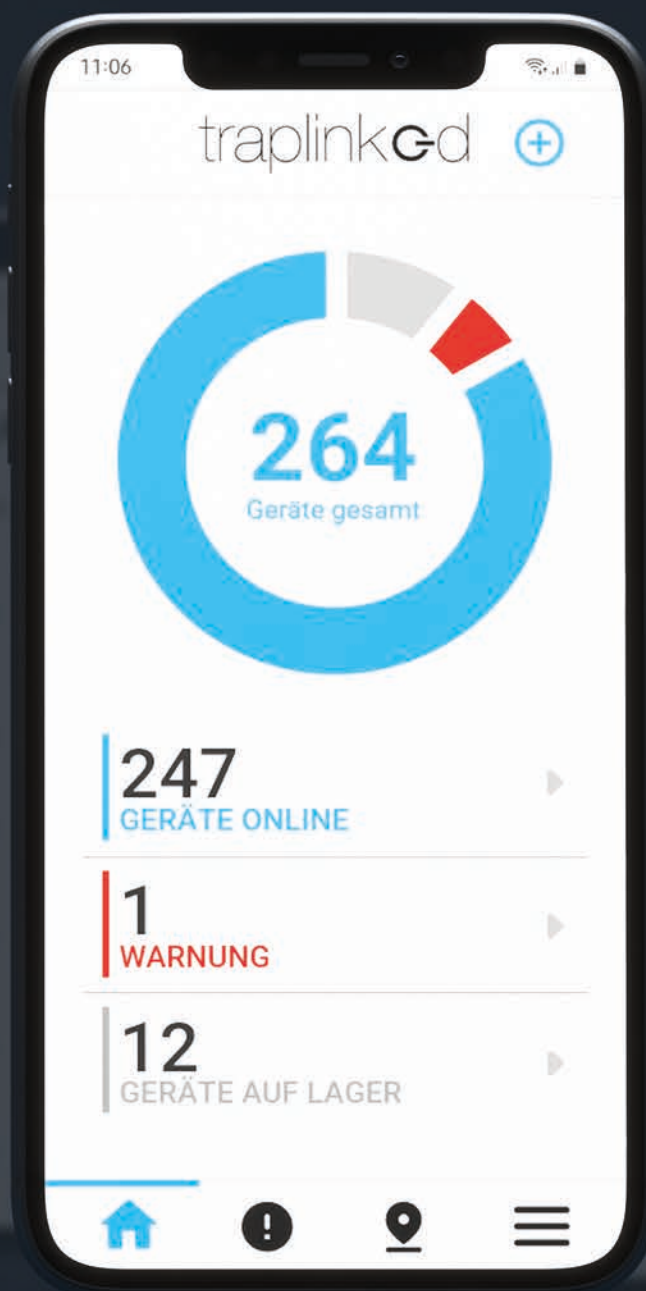 11:06
traplinked
264
Geräte gesamt
247
GERÄTE ONLINE
1
WARNUNG
12
GERÄTE AUF LAGER